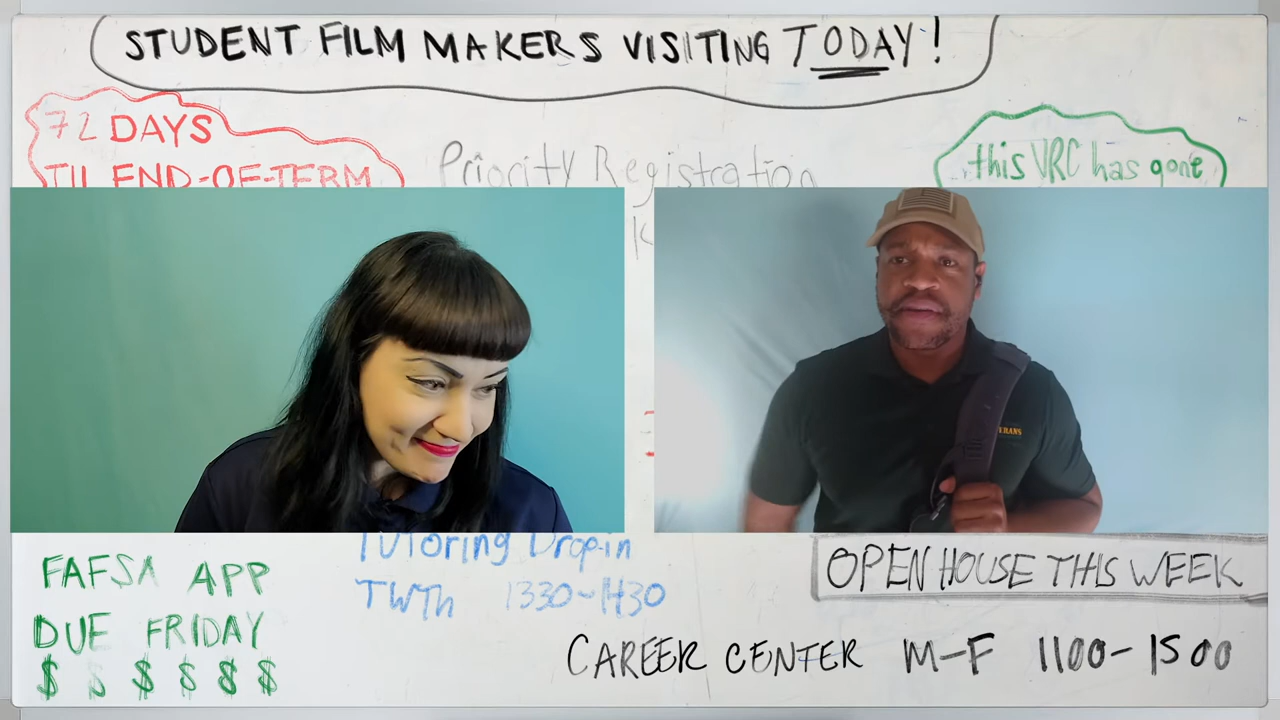 STUDENT FILM MAKERS VISITING TODAY!
72 DAYS
TIL END-OF-TERM
Priority Registration
this VRC has gone
FAFSA APP
DUE FRIDAY
$ $ $ $ $ $
TUTORING Drop-in
TWTh 1330-1430
OPEN HOUSE THIS WEEK
CAREER CENTER M-F 1100-1500